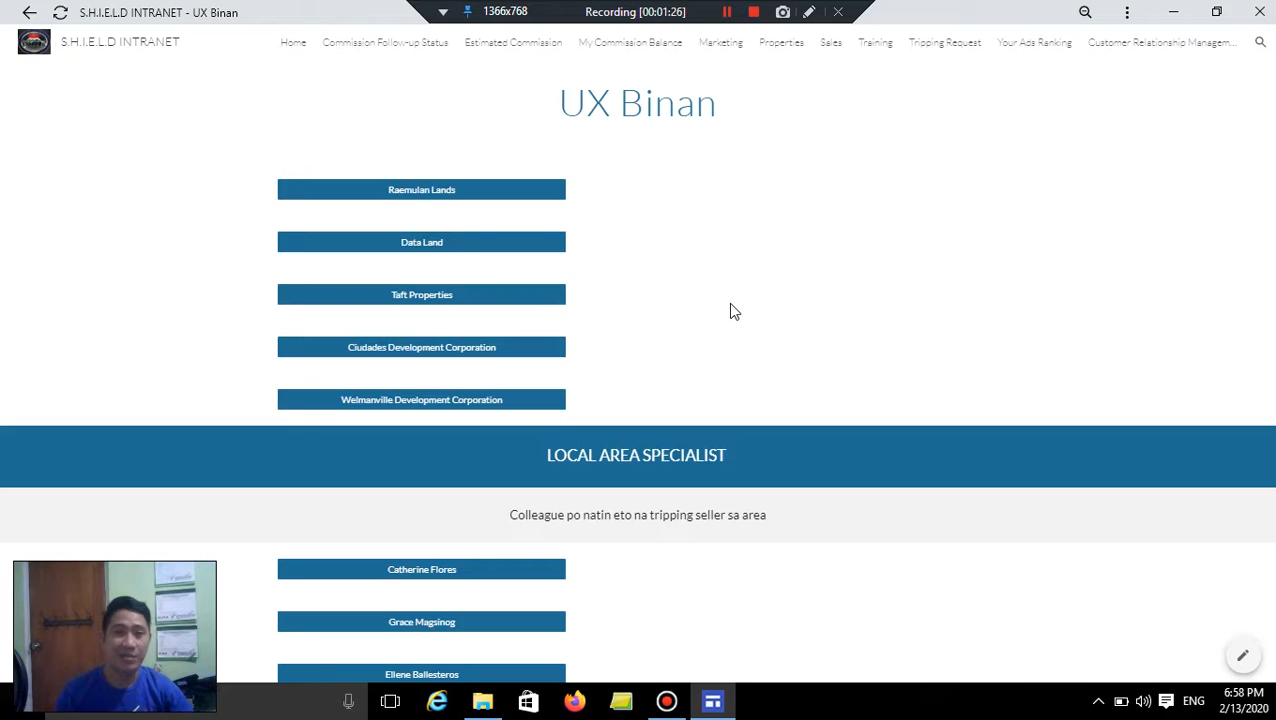 S.H.I.E.L.D INTRANET - UX Binan
1366x768
Recording [00:01:26]
S.H.I.E.L.D INTRANET
Home Commission Follow-up Status Estimated Commission My Commission Balance Marketing Properties Sales Training Tripping Request Your Ads Ranking Customer Relationship Managem...
UX Binan
Raemulan Lands
Data Land
Taft Properties
Ciudades Development Corporation
Welmanville Development Corporation
LOCAL AREA SPECIALIST
Colleague po natin eto na tripping seller sa area
Catherine Flores
Grace Magsinog
Ellene Ballesteros
ENG
6:58 PM
2/13/2020